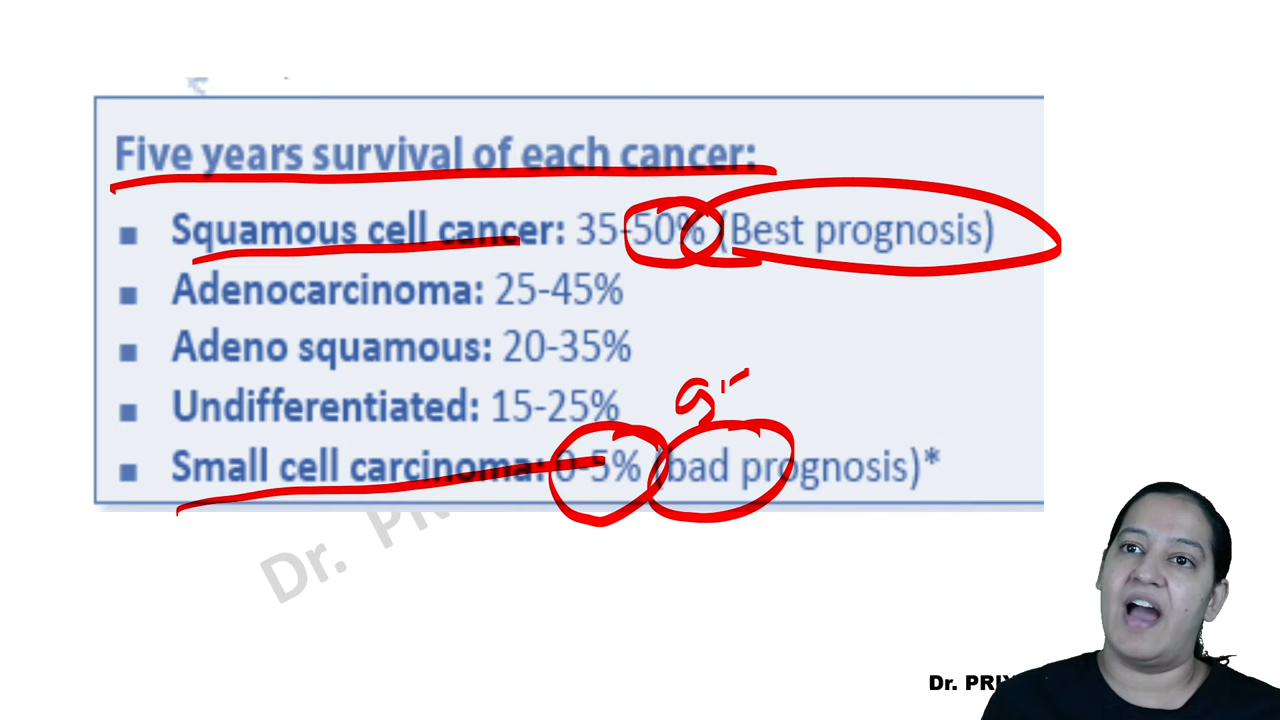 Five years survival of each cancer:
▪ Squamous cell cancer: 35-50% (Best prognosis)
▪ Adenocarcinoma: 25-45%
▪ Adeno squamous: 20-35%
▪ Undifferentiated: 15-25%
▪ Small cell carcinoma: 0-5% (bad prognosis)*
Dr.
Dr.